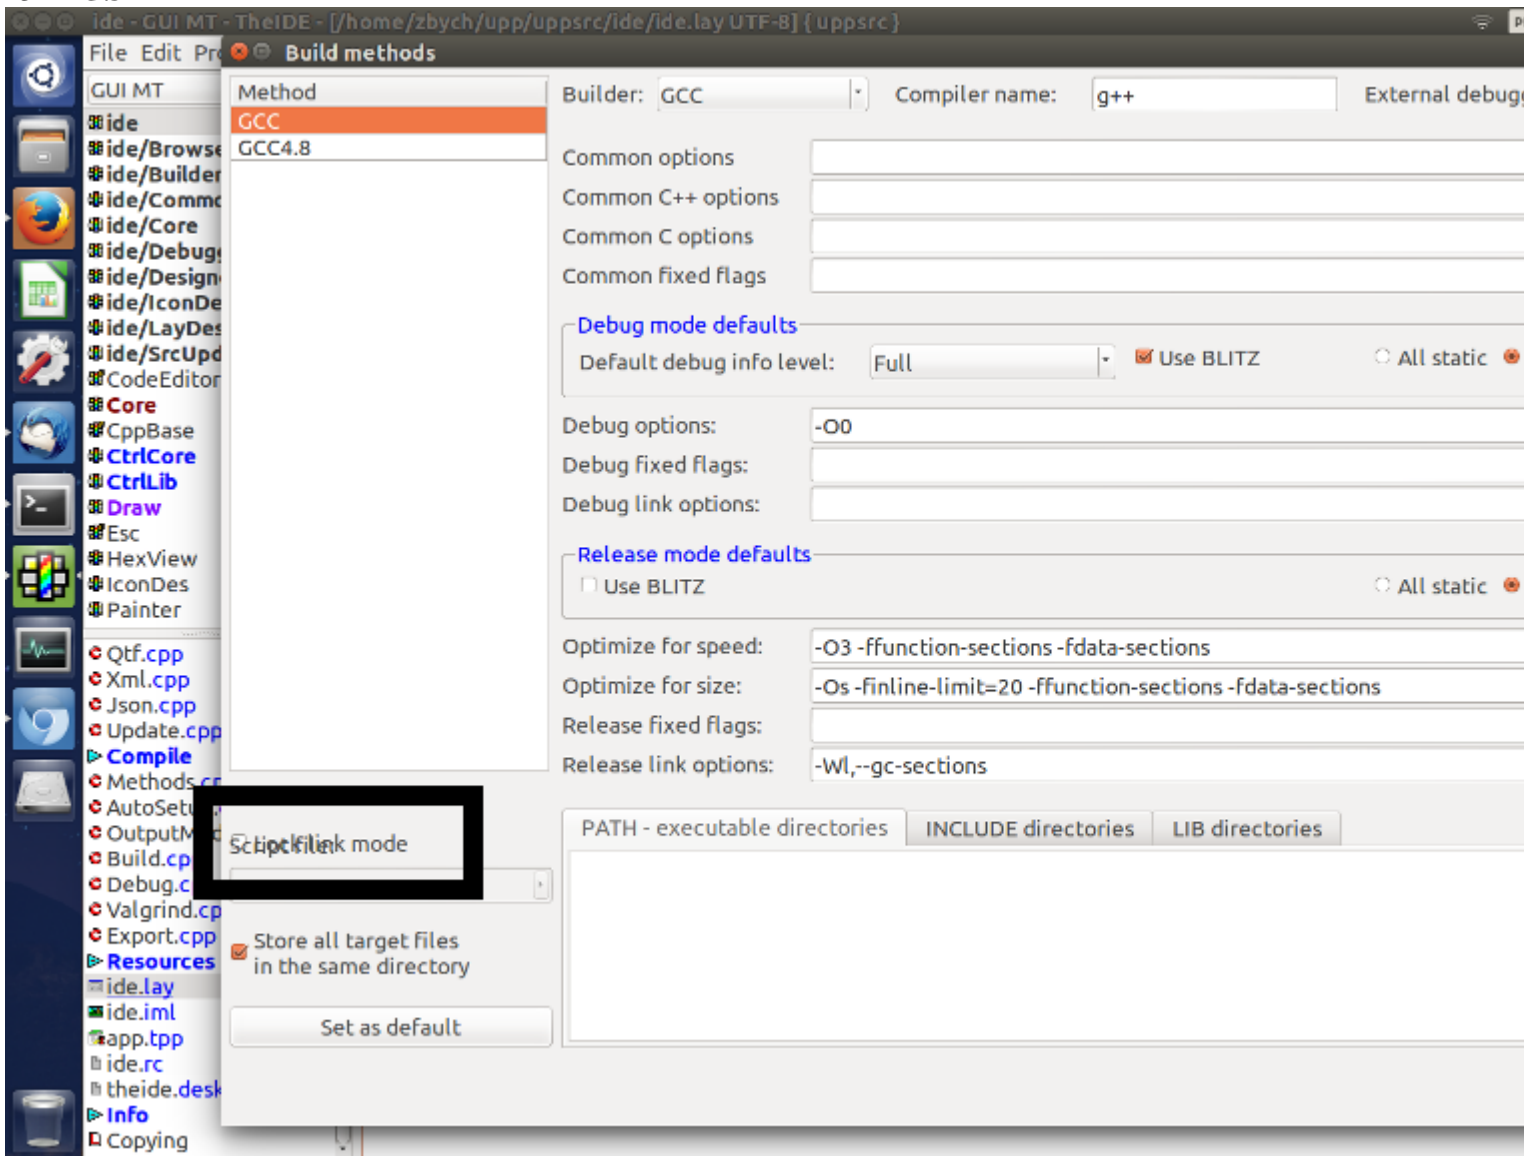 ide - GUI MT - TheIDE - [/home/zbych/upp/uppsrc/ide/ide.lay UTF-8] { uppsrc }
File Edit
Build methods
GUI MT
Method
GCC
GCC4.8
Builder: GCC
Compiler name: g++
External
Common options
Common C++ options
Common C options
Common fixed flags
Debug mode defaults
Default debug info level: Full
Use BLITZ
All static
Debug options: -O0
Debug fixed flags:
Debug link options:
Release mode defaults
Use BLITZ
All static
Optimize for speed: -O3 -ffunction-sections -fdata-sections
Optimize for size: -Os -finline-limit=20 -ffunction-sections -fdata-sections
Release fixed flags:
Release link options: -Wl,--gc-sections
Script file:
Lock link mode
Store all target files
in the same directory
Set as default
PATH - executable directories
INCLUDE directories
LIB directories
ide
ide/Core
CodeEditor
Core
CppBase
CtrlCore
CtrlLib
Draw
Esc
HexView
IconDes
Painter
Qtf.cpp
Xml.cpp
Json.cpp
Update.cpp
Compile
Export.cpp
Resources
ide.lay
ide.iml
app.tpp
ide.rc
Info
Copying